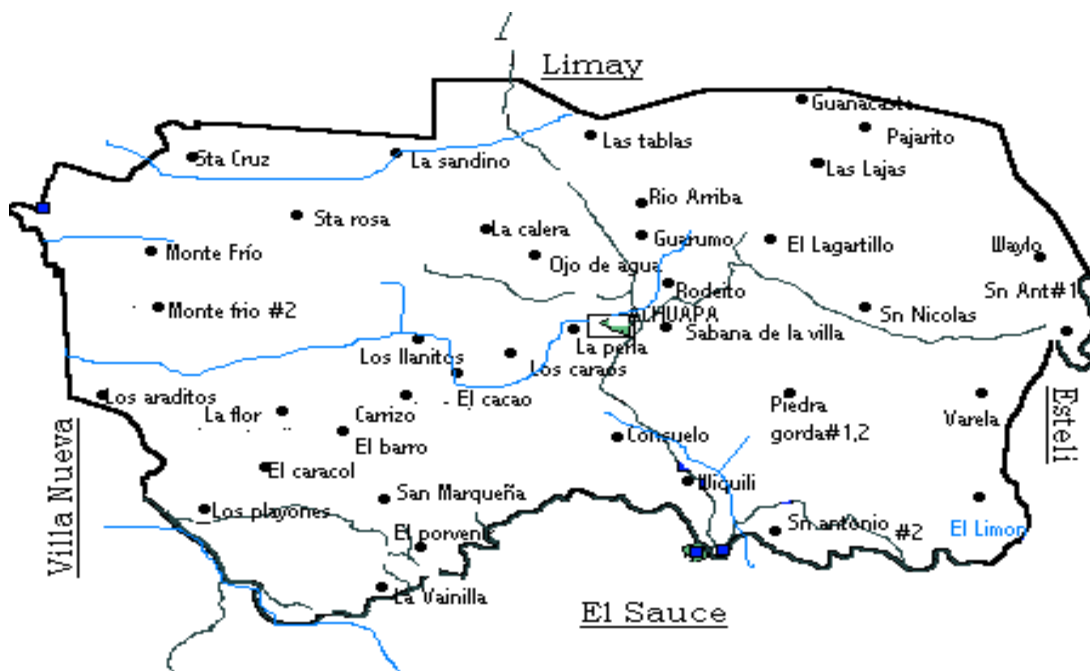 Limay
Guanacaste
Pajarito
Las tablas
Sta Cruz
La sandino
Las Lajas
Rio Arriba
Sta rosa
La calera
Guarumo
El Lagartillo
Waylo
Monte Frío
Ojo de agua
Rodeito
Sn Ant#1
Monte frio #2
Sn Nicolas
Sabana de la villa
La perla
Los llanitos
Los caraos
Los araditos
El cacao
La flor
Carrizo
Piedra
gorda#1,2
Varela
Esteli
El barro
Consuelo
El caracol
Villa Nueva
San Marqueña
Los playones
El porvenir
Sn antonio #2
El Limon
La Vainilla
El Sauce